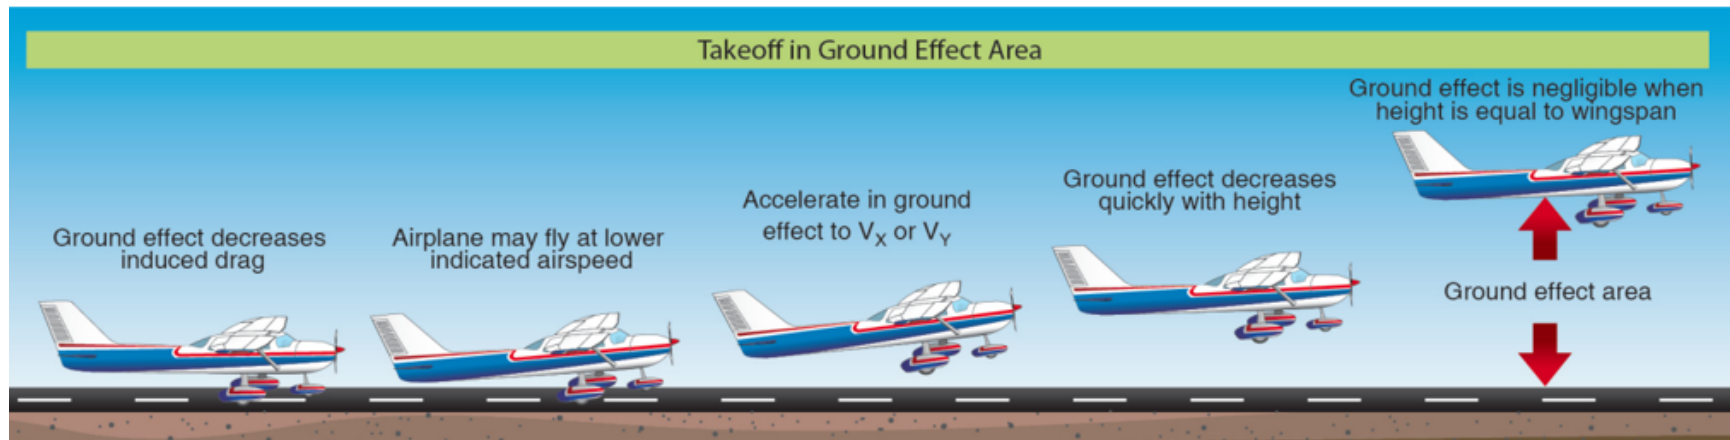 Takeoff in Ground Effect Area
Ground effect decreases
induced drag
Airplane may fly at lower
indicated airspeed
Accelerate in ground
effect to VX or VY
Ground effect decreases
quickly with height
Ground effect is negligible when
height is equal to wingspan
Ground effect area